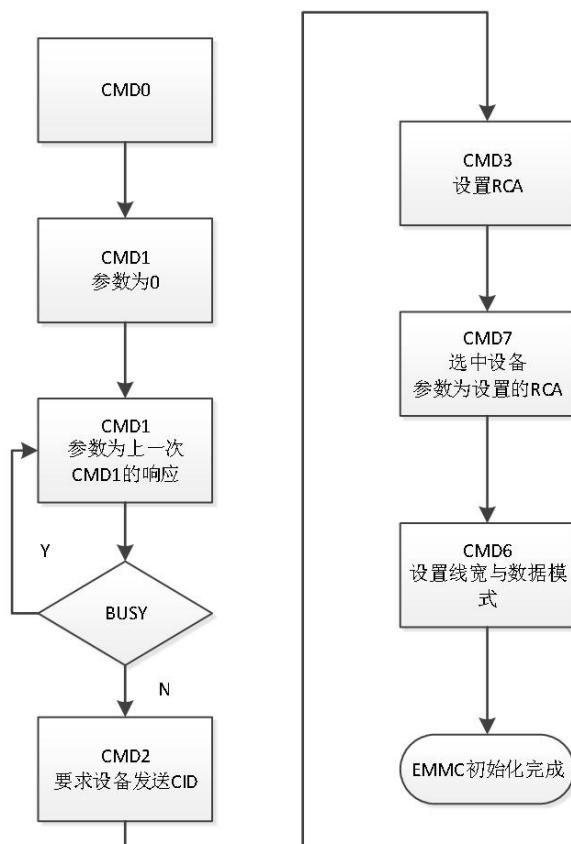 CMD0
CMD1
参数为0
CMD1
参数为上一次
CMD1的响应
Y
BUSY
N
CMD2
要求设备发送CID
CMD3
设置RCA
CMD7
选中设备
参数为设置的RCA
CMD6
设置线宽与数据模
式
EMMC初始化完成